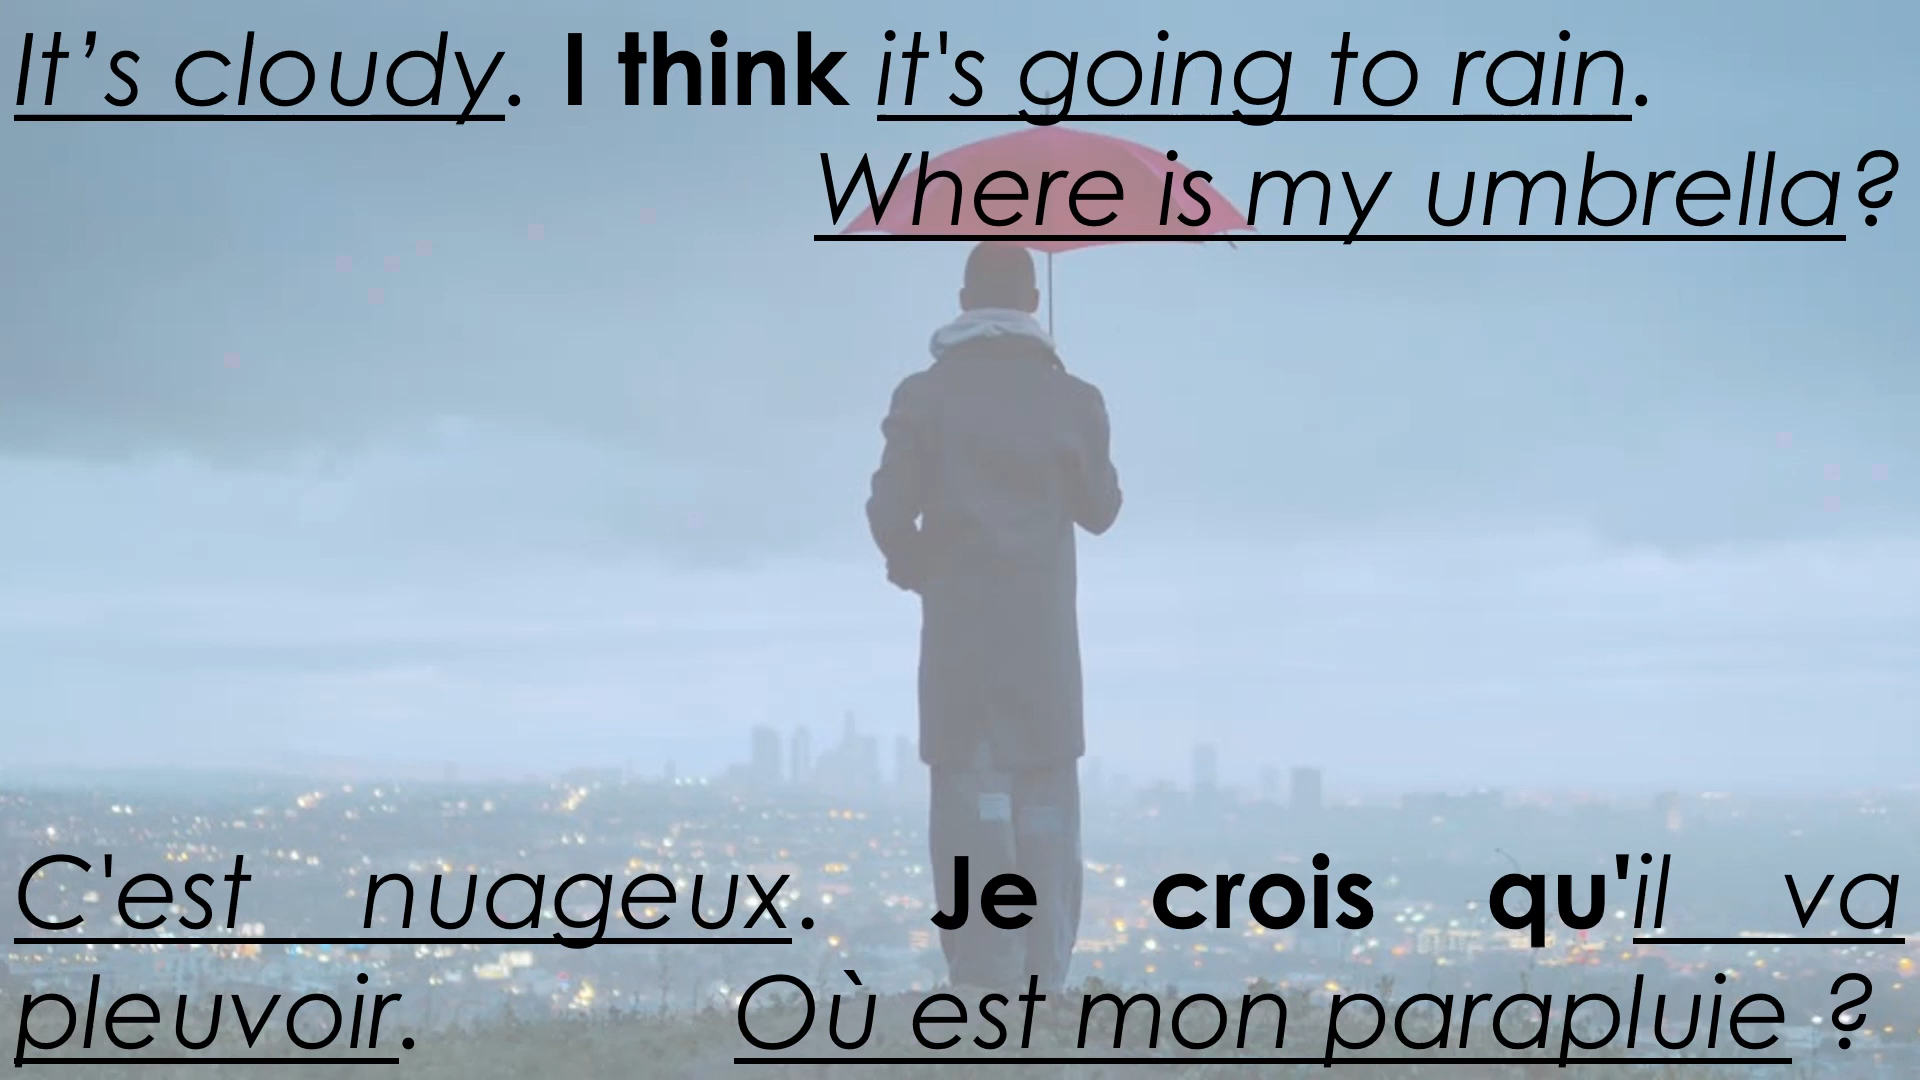 It’s cloudy. I think it's going to rain.
Where is my umbrella?
C'est nuageux. Je crois qu'il va
pleuvoir. Où est mon parapluie ?